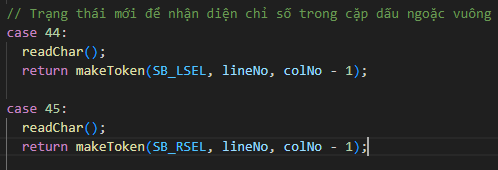 // Trạng thái mới để nhận diện chỉ số trong cặp dấu ngoặc vuông
case 44:
readChar();
return makeToken(SB_LSEL, lineNo, colNo - 1);
case 45:
readChar();
return makeToken(SB_RSEL, lineNo, colNo - 1);